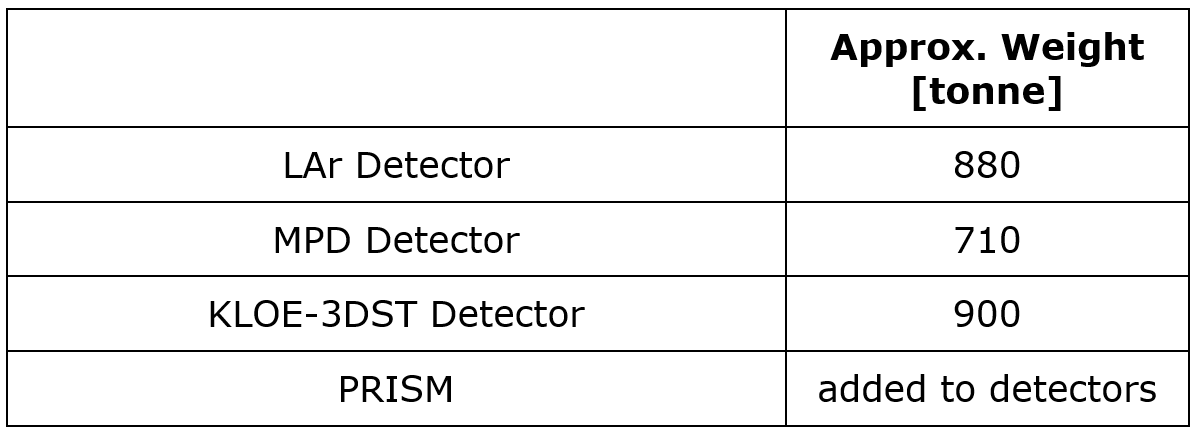 Approx. Weight
[tonne]
LAr Detector 880
MPD Detector 710
KLOE-3DST Detector 900
PRISM added to detectors